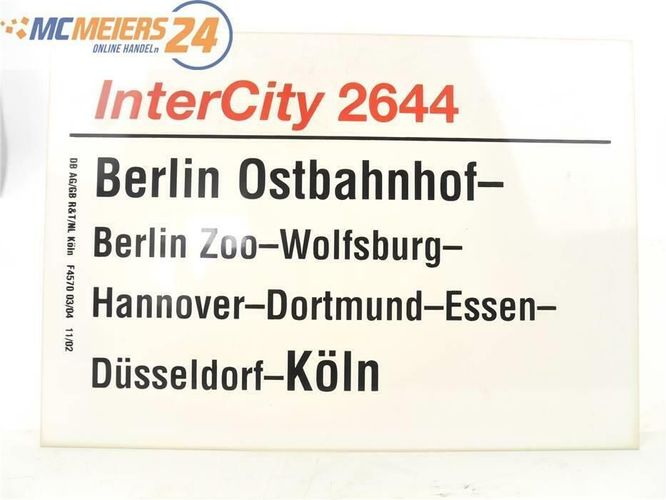 MCMEIERS24
ONLINE HANDELn
InterCity 2644
Berlin Ostbahnhof–
Berlin Zoo–Wolfsburg–
Hannover–Dortmund–Essen–
Düsseldorf–Köln
DB AG/GB R&T/NL Köln F4570 03/04 11/02